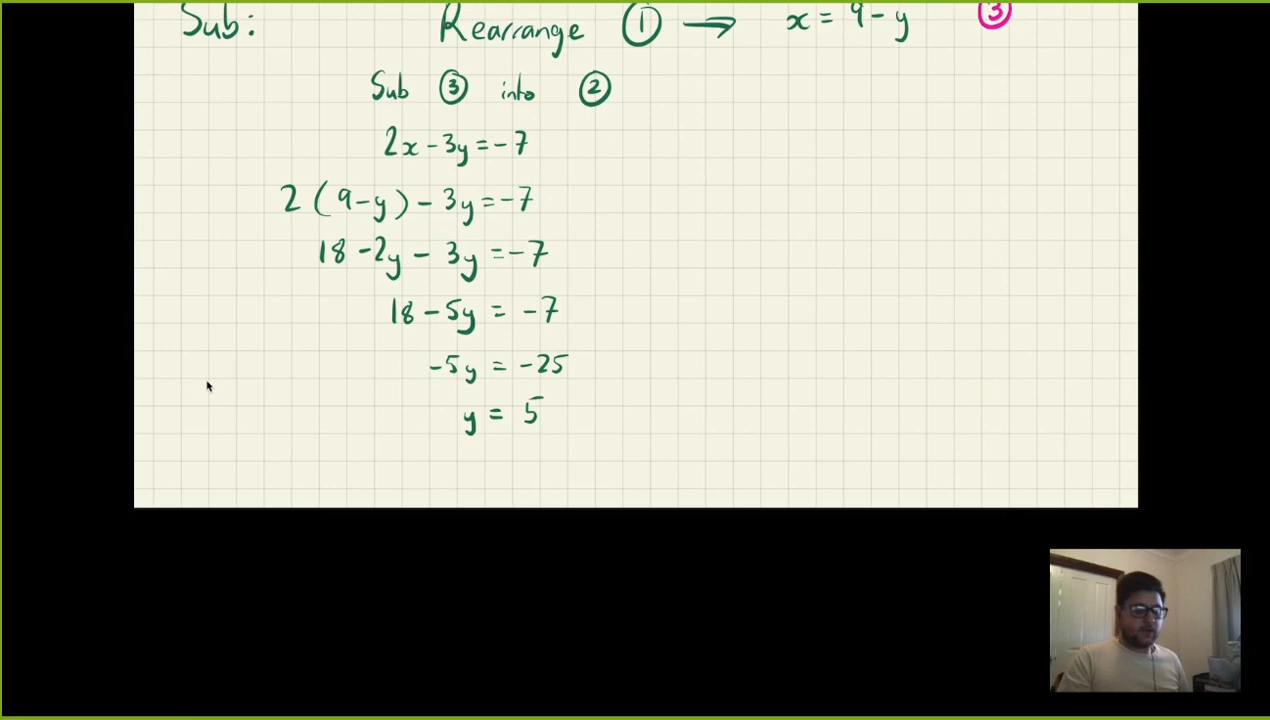 Sub: Rearrange ① → x = 9 - y ③
Sub ③ into ②
2x - 3y = -7
2 (9 - y) - 3y = -7
18 - 2y - 3y = -7
18 - 5y = -7
-5y = -25
y = 5